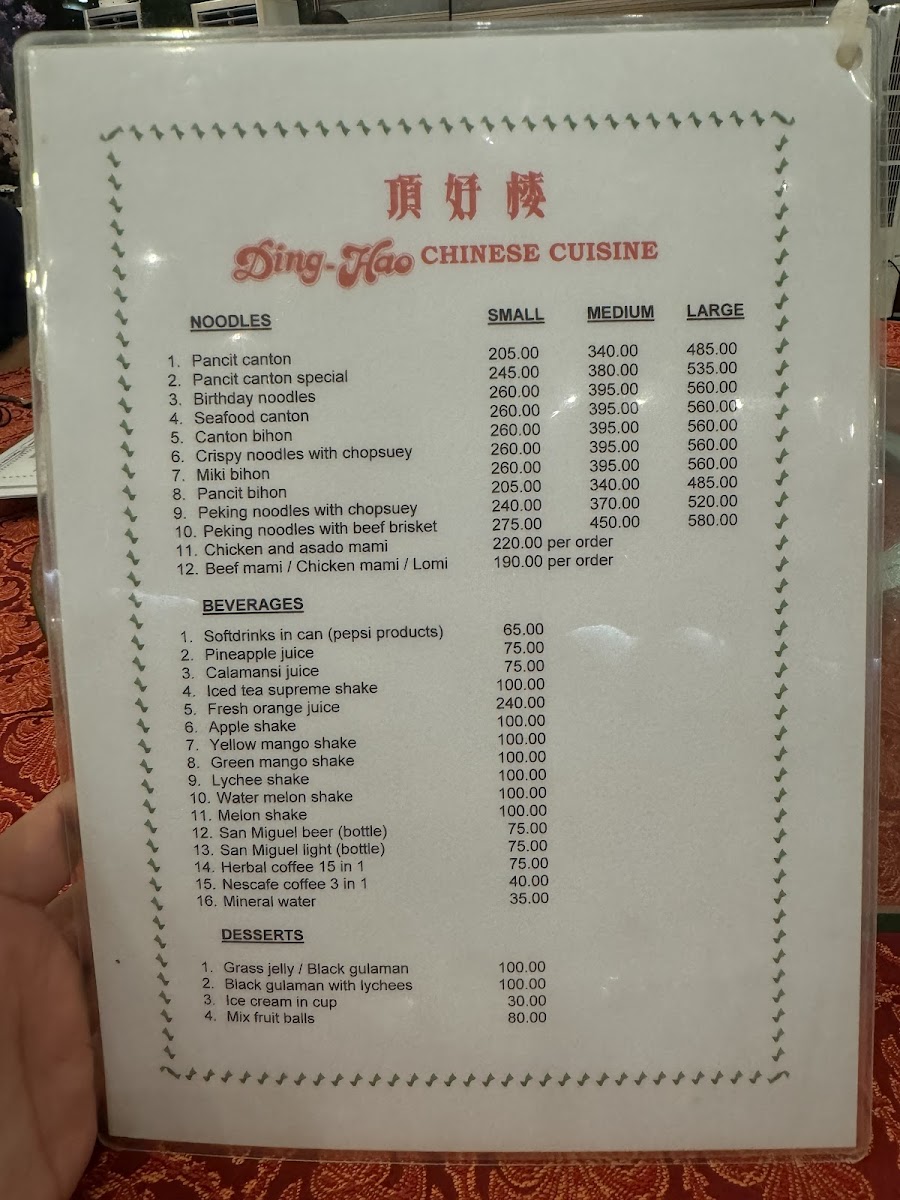 頂好樓
Ding-Hao CHINESE CUISINE
NOODLES SMALL MEDIUM LARGE
1. Pancit canton 205.00 340.00 485.00
2. Pancit canton special 245.00 380.00 535.00
3. Birthday noodles 260.00 395.00 560.00
4. Seafood canton 260.00 395.00 560.00
5. Canton bihon 260.00 395.00 560.00
6. Crispy noodles with chopsuey 260.00 395.00 560.00
7. Miki bihon 260.00 395.00 560.00
8. Pancit bihon 205.00 340.00 485.00
9. Peking noodles with chopsuey 240.00 370.00 520.00
10. Peking noodles with beef brisket 275.00 450.00 580.00
11. Chicken and asado mami 220.00 per order
12. Beef mami / Chicken mami / Lomi 190.00 per order
BEVERAGES
1. Softdrinks in can (pepsi products) 65.00
2. Pineapple juice 75.00
3. Calamansi juice 75.00
4. Iced tea supreme shake 100.00
5. Fresh orange juice 240.00
6. Apple shake 100.00
7. Yellow mango shake 100.00
8. Green mango shake 100.00
9. Lychee shake 100.00
10. Water melon shake 100.00
11. Melon shake 100.00
12. San Miguel beer (bottle) 75.00
13. San Miguel light (bottle) 75.00
14. Herbal coffee 15 in 1 75.00
15. Nescafe coffee 3 in 1 40.00
16. Mineral water 35.00
DESSERTS
1. Grass jelly / Black gulaman 100.00
2. Black gulaman with lychees 100.00
3. Ice cream in cup 30.00
4. Mix fruit balls 80.00